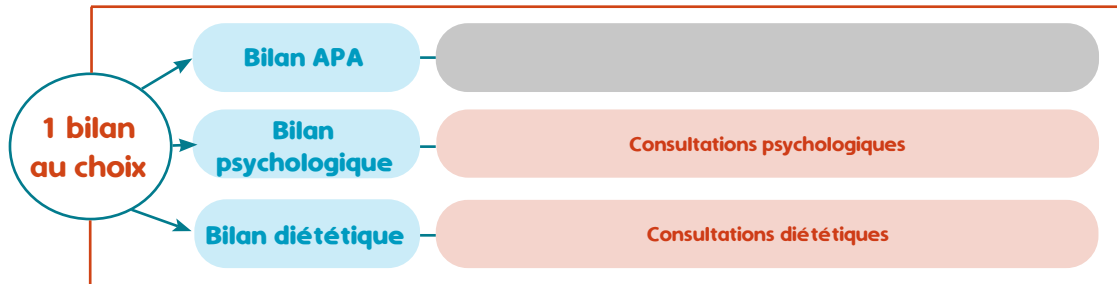 1 bilan
au choix
Bilan APA
Bilan
psychologique
Consultations psychologiques
Bilan diététique
Consultations diététiques